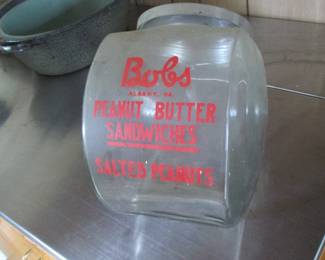 Bobs
ALBANY, GA.
PEANUT BUTTER
SANDWICHES
SALTED PEANUTS